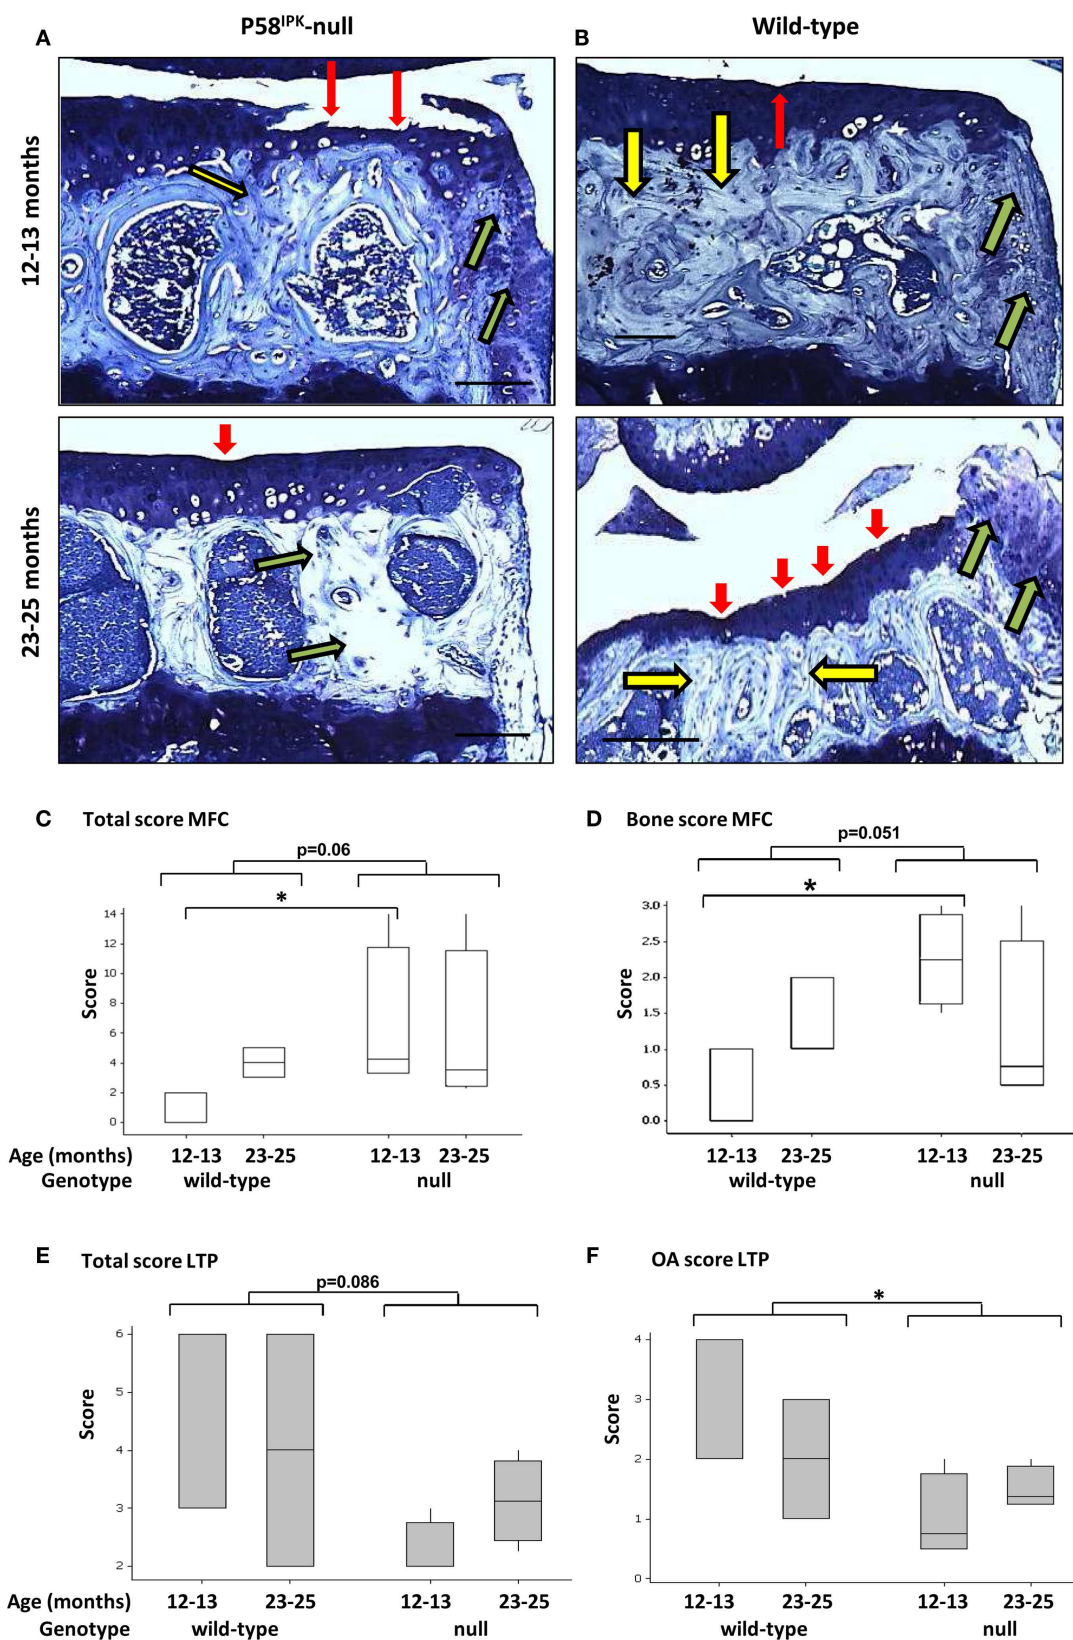 P58IPK-null
Wild-type
A
B
12-13 months
23-25 months
C Total score MFC
p=0.06
*
14
12
10
8
6
4
2
0
Score
Age (months) 12-13 23-25 12-13 23-25
Genotype wild-type null
D Bone score MFC
p=0.051
*
3.0
2.5
2.0
1.5
1.0
0.5
0.0
Score
12-13 23-25 12-13 23-25
wild-type null
E Total score LTP
p=0.086
6
5
4
3
2
Score
Age (months) 12-13 23-25 12-13 23-25
Genotype wild-type null
F OA score LTP
*
4
3
2
1
0
Score
12-13 23-25 12-13 23-25
wild-type null